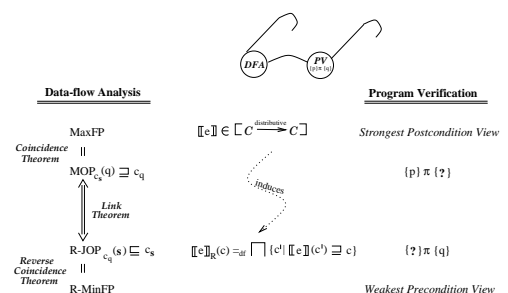 DFA
PV
{p}π{q}
Data-flow Analysis
Program Verification
MaxFP
⟦e⟧ ∈ [ C distributive ⟶ C ]
Strongest Postcondition View
Coincidence
Theorem
||
MOP_{c_s}(q) ⊒ c_q
{p} π {?}
induces
Link
Theorem
R-JOP_{c_q}(s) ⊑ c_s
⟦e⟧_R(c) =_{df} ⨅ {c'| ⟦e⟧(c') ⊒ c}
{?}π {q}
Reverse
Coincidence
Theorem
||
R-MinFP
Weakest Precondition View